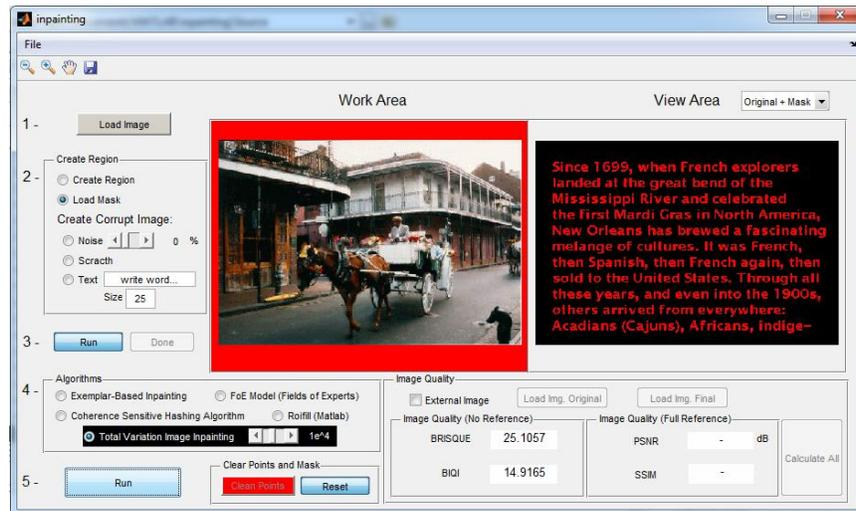 inpainting
File
Work Area
View Area
Original + Mask
1 -
Load Image
Create Region
2 -
Create Region
Load Mask
Create Corrupt Image:
Noise 0 %
Scracth
Text write word...
Size 25
Since 1699, when French explorers
landed at the great bend of the
Mississippi River and celebrated
the First Mardi Gras in North America,
New Orleans has brewed a fascinating
melange of cultures. It was French,
then Spanish, then French again, then
sold to the United States. Through all
these years, and even into the 1900s,
others arrived from everywhere:
Acadians (Cajuns), Africans, indige-
3 -
Run
Done
4 -
Algorithms
Exemplar-Based Inpainting
FoE Model (Fields of Experts)
Coherence Sensitive Hashing Algorithm
Roifill (Matlab)
Total Variation Image Inpainting 1e^4
Image Quality
External Image
Load Img. Original
Load Img. Final
Image Quality (No Reference)
BRISQUE 25.1057
BIQI 14.9165
Image Quality (Full Reference)
PSNR - dB
SSIM -
Calculate All
5 -
Run
Clear Points and Mask
Clean Points
Reset